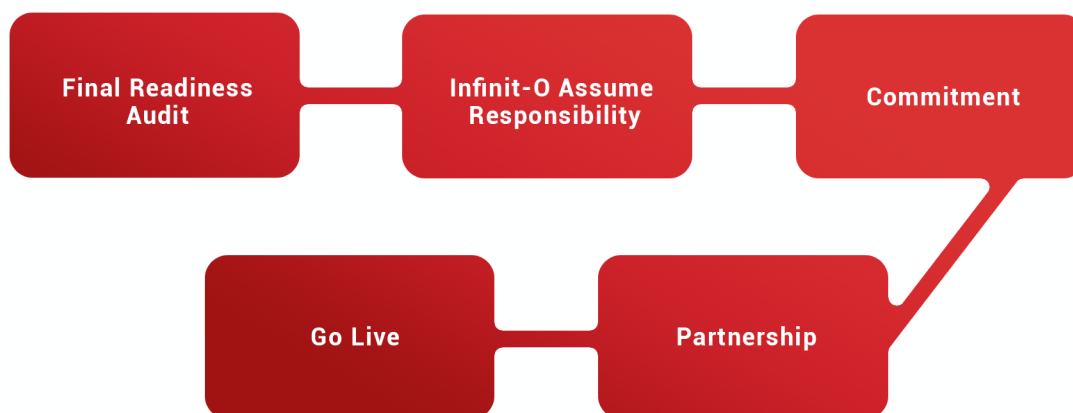 Final Readiness
Audit
Infinit-O Assume
Responsibility
Commitment
Go Live
Partnership